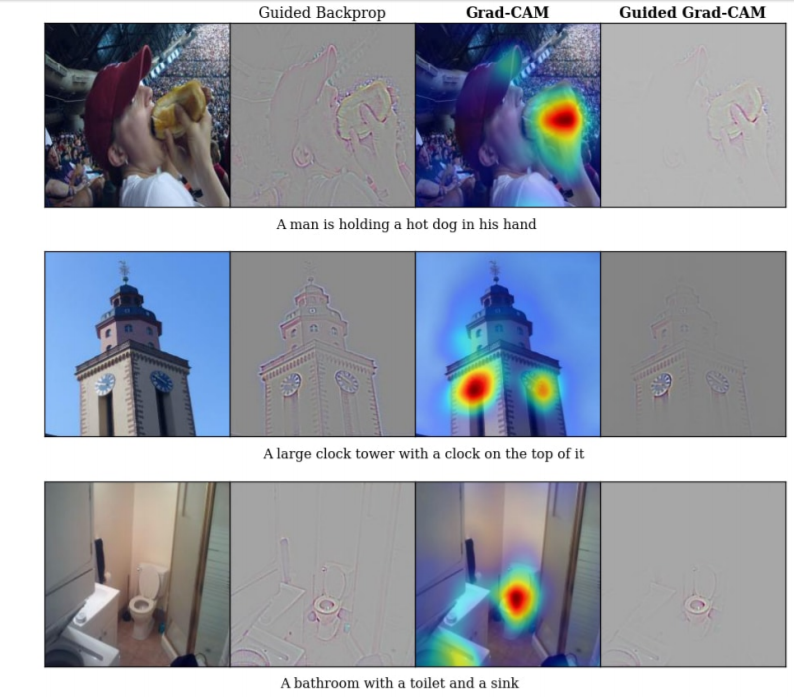 Guided Backprop Grad-CAM Guided Grad-CAM
A man is holding a hot dog in his hand
A large clock tower with a clock on the top of it
A bathroom with a toilet and a sink